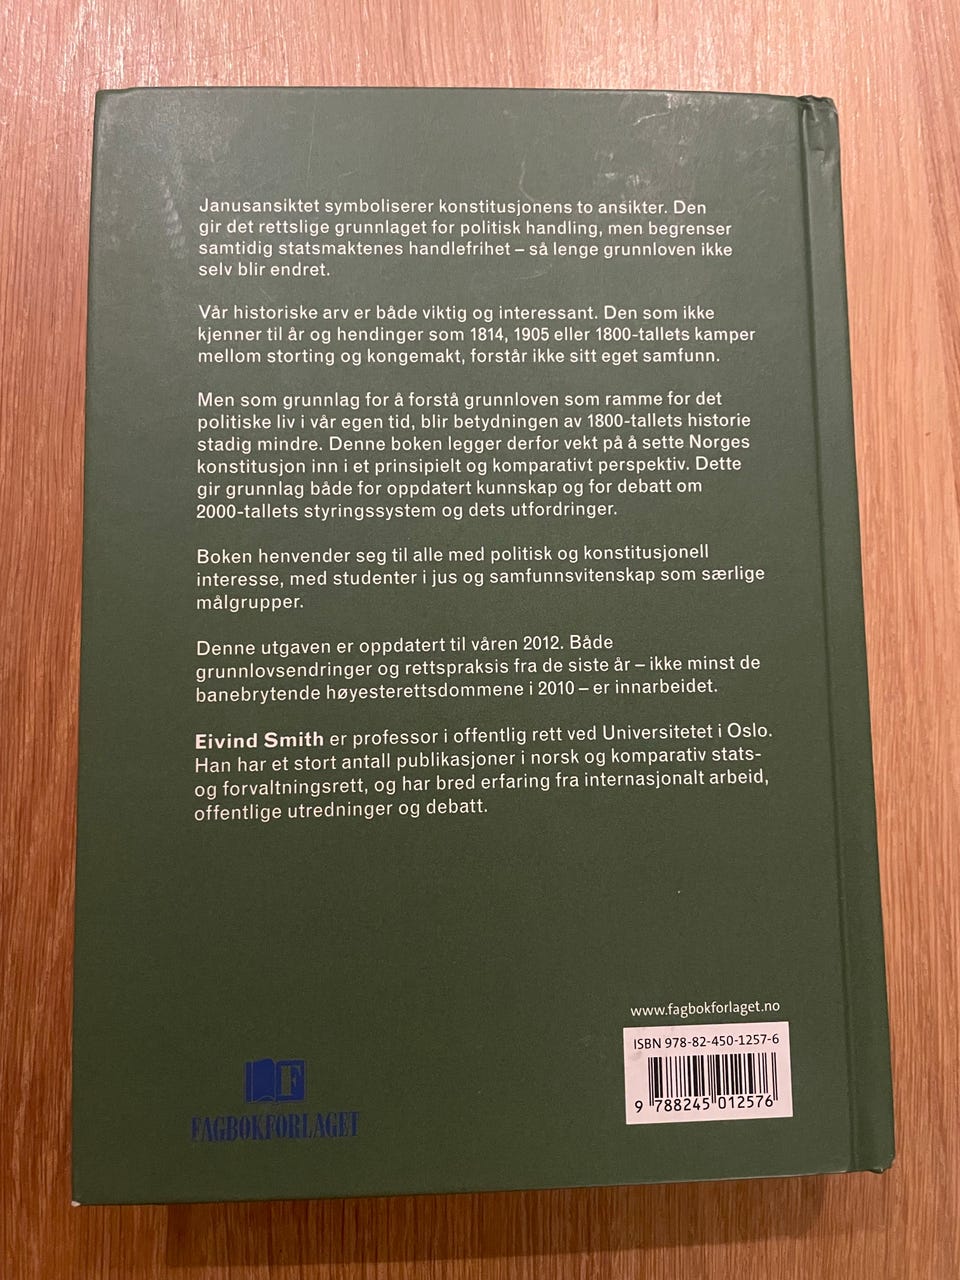 Janusansiktet symboliserer konstitusjonens to ansikter. Den
gir det rettslige grunnlaget for politisk handling, men begrenser
samtidig statsmaktenes handlefrihet – så lenge grunnloven ikke
selv blir endret.
Vår historiske arv er både viktig og interessant. Den som ikke
kjenner til år og hendinger som 1814, 1905 eller 1800-tallets kamper
mellom storting og kongemakt, forstår ikke sitt eget samfunn.
Men som grunnlag for å forstå grunnloven som ramme for det
politiske liv i vår egen tid, blir betydningen av 1800-tallets historie
stadig mindre. Denne boken legger derfor vekt på å sette Norges
konstitusjon inn i et prinsipielt og komparativt perspektiv. Dette
gir grunnlag både for oppdatert kunnskap og for debatt om
2000-tallets styringssystem og dets utfordringer.
Boken henvender seg til alle med politisk og konstitusjonell
interesse, med studenter i jus og samfunnsvitenskap som særlige
målgrupper.
Denne utgaven er oppdatert til våren 2012. Både
grunnlovsendringer og rettspraksis fra de siste år – ikke minst de
banebrytende høyesterettsdommene i 2010 – er innarbeidet.
Eivind Smith er professor i offentlig rett ved Universitetet i Oslo.
Han har et stort antall publikasjoner i norsk og komparativ stats-
og forvaltningsrett, og har bred erfaring fra internasjonalt arbeid,
offentlige utredninger og debatt.
www.fagbokforlaget.no
ISBN 978-82-450-1257-6
9 788245 012576
F
FAGBOKFORLAGET